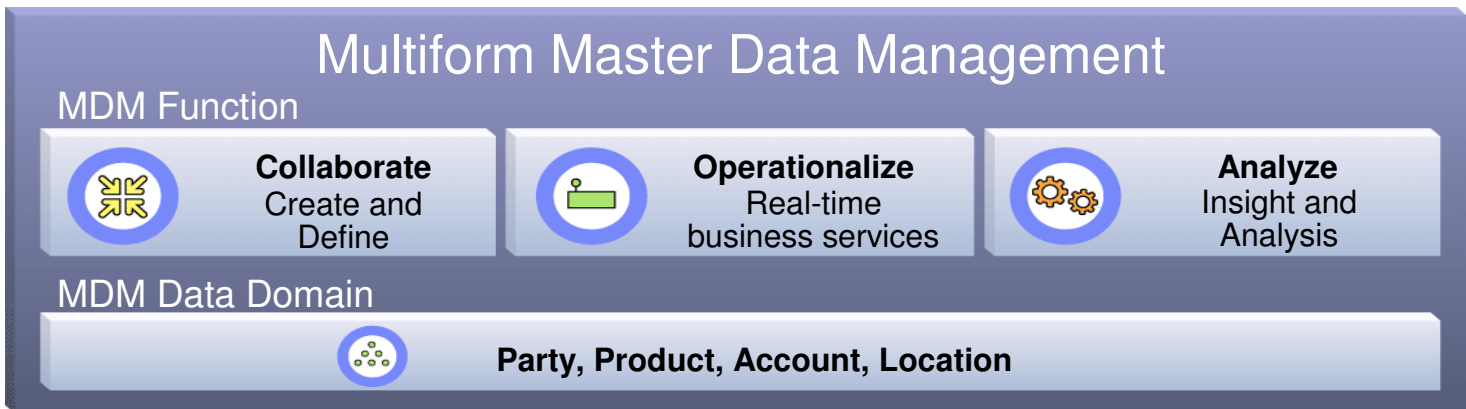 Multiform Master Data Management
MDM Function
Collaborate
Create and
Define
Operationalize
Real-time
business services
Analyze
Insight and
Analysis
MDM Data Domain
Party, Product, Account, Location